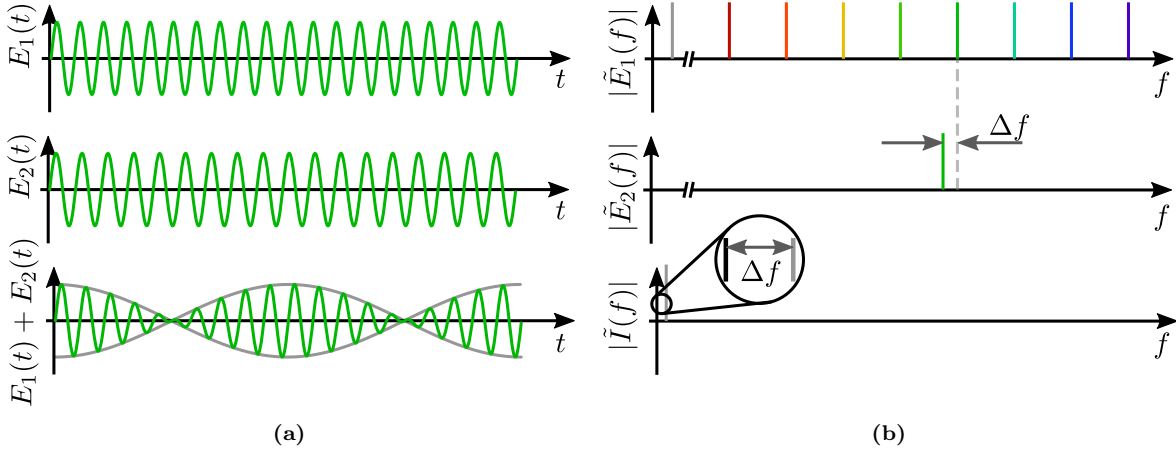 E₁(t)
t
E₂(t)
t
E₁(t) + E₂(t)
t
(a)
|Ẽ₁(f)|
f
Δf
|Ẽ₂(f)|
f
Δf
|Ĩ(f)|
f
(b)